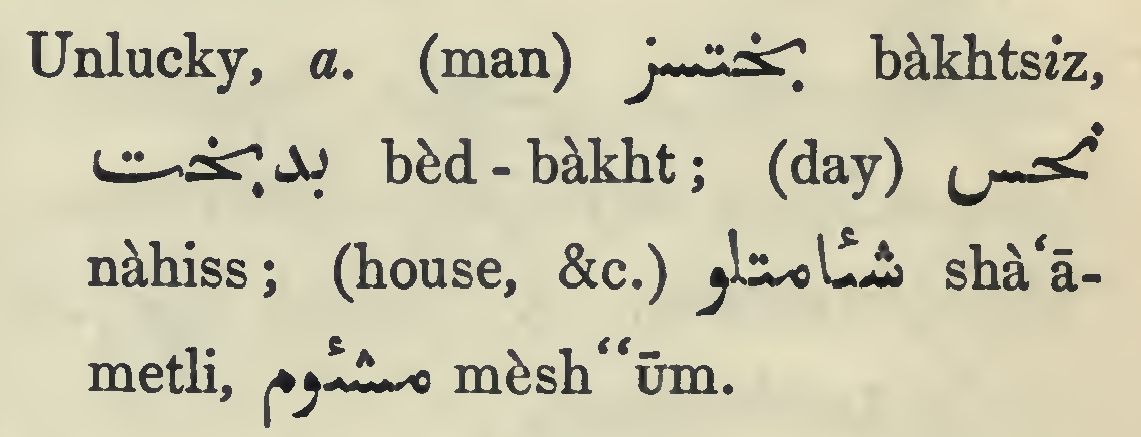 Unlucky, a. (man) بختسز bàkhtsiz,
بدبخت bèd-bàkht; (day) نحس
nàhiss; (house, &c.) شئامتلو shà‘ā-
metli, مشئوم mèsh‘‘ūm.